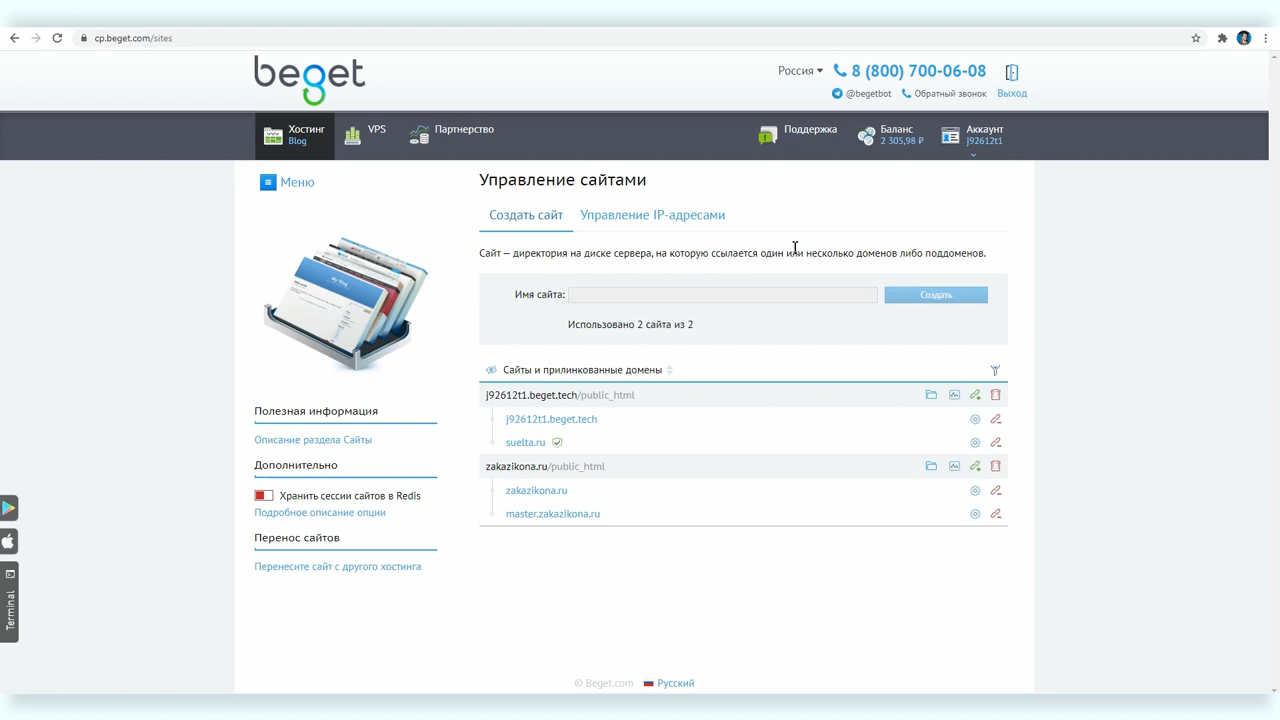 cp.beget.com/sites
beget
Россия
8 (800) 700-06-08
@begetbot
Обратный звонок
Выход
Хостинг
Blog
VPS
Партнерство
Поддержка
Баланс
2 305,98 ₽
Аккаунт
j92612t1
Меню
Управление сайтами
Создать сайт
Управление IP-адресами
Сайт — директория на диске сервера, на которую ссылается один или несколько доменов либо поддоменов.
Имя сайта:
Создать
Использовано 2 сайта из 2
Сайты и прилинкованные домены
j92612t1.beget.tech/public_html
j92612t1.beget.tech
suelta.ru
zakazikona.ru/public_html
zakazikona.ru
master.zakazikona.ru
my Blog
Полезная информация
Описание раздела Сайты
Дополнительно
Хранить сессии сайтов в Redis
Подробное описание опции
Перенос сайтов
Перенесите сайт с другого хостинга
Terminal
© Beget.com
Русский